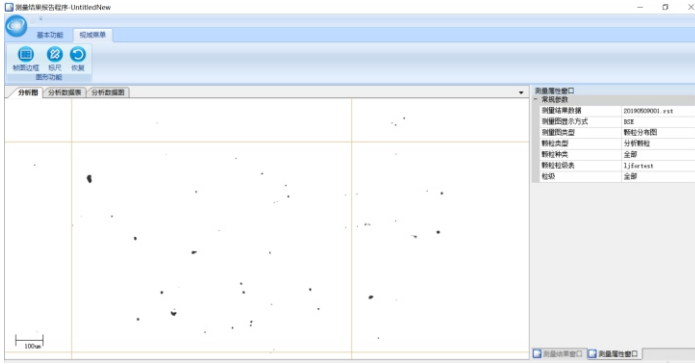 测量结果报告程序-UntitledNew
基本功能 视域菜单
帧图边框 标尺 恢复
图形功能
分析图 分析数据表 分析数据图
测量属性窗口
常规参数
测量结果数据 20190509001.rst
测量图显示方式 BSE
测量图类型 颗粒分布图
颗粒类型 分析颗粒
颗粒种类 全部
颗粒粒级表 ljfortest
粒级 全部
100um
测量结果窗口 测量属性窗口